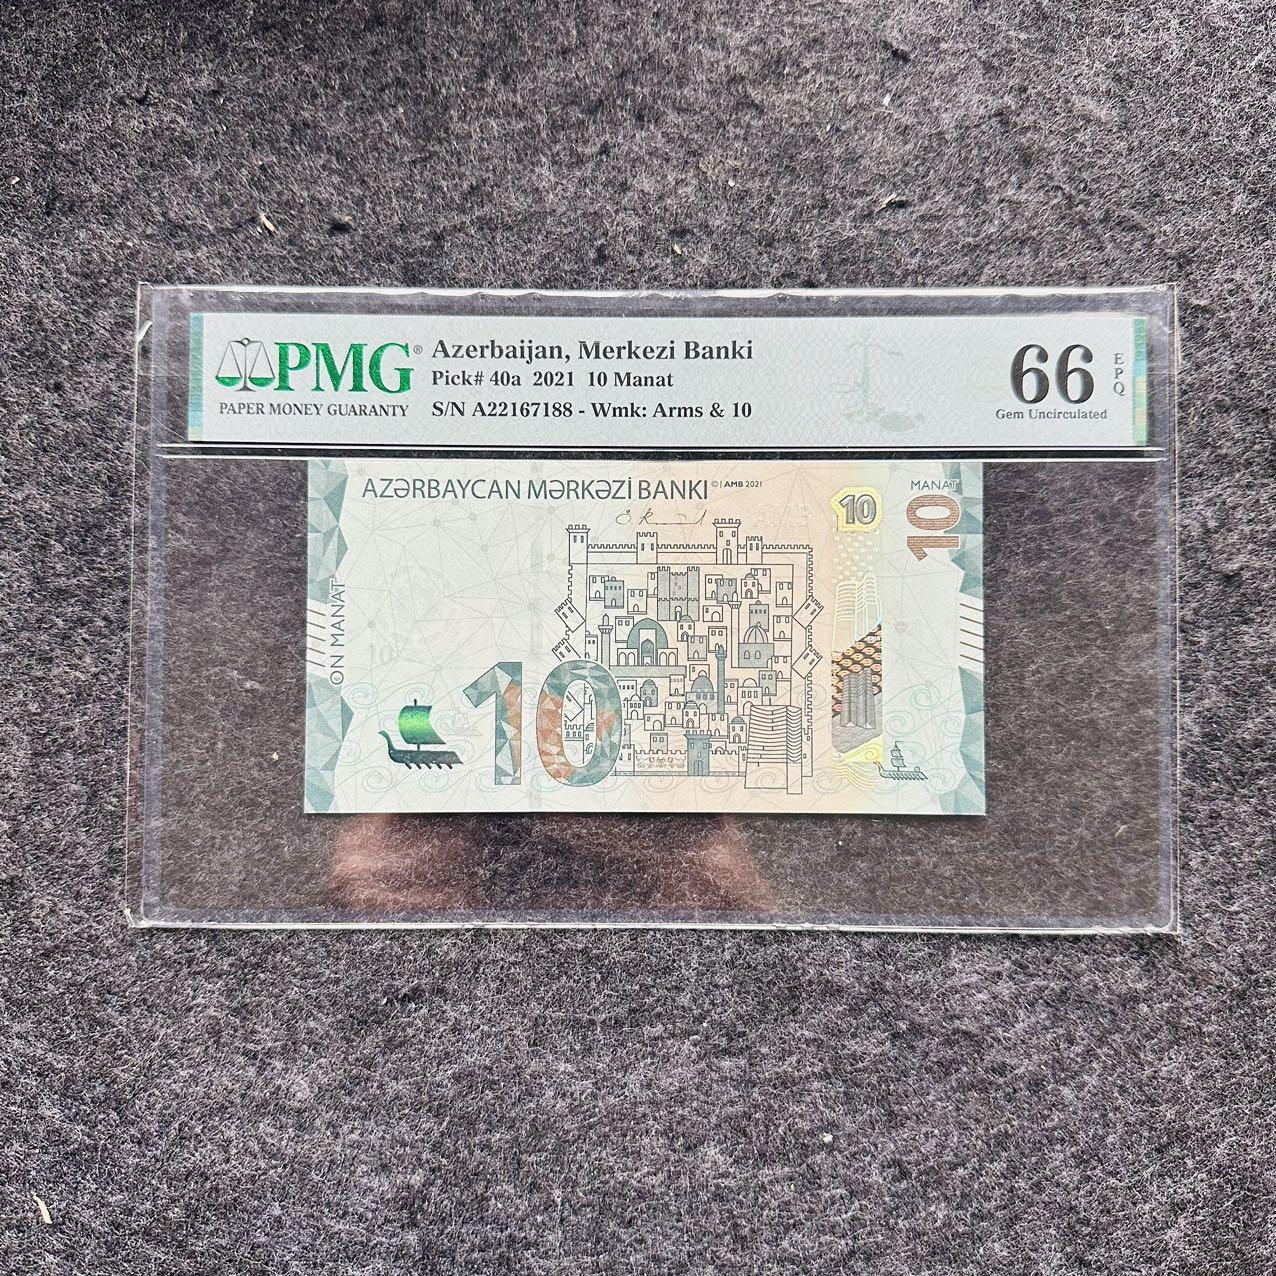 PMG®
PAPER MONEY GUARANTY
Azerbaijan, Merkezi Banki
Pick# 40a 2021 10 Manat
S/N A22167188 - Wmk: Arms & 10
66
EPQ
Gem Uncirculated
AZƏRBAYCAN MƏRKƏZİ BANKI © | AMB 2021
10
MANAT
10
ON MANAT
10
10